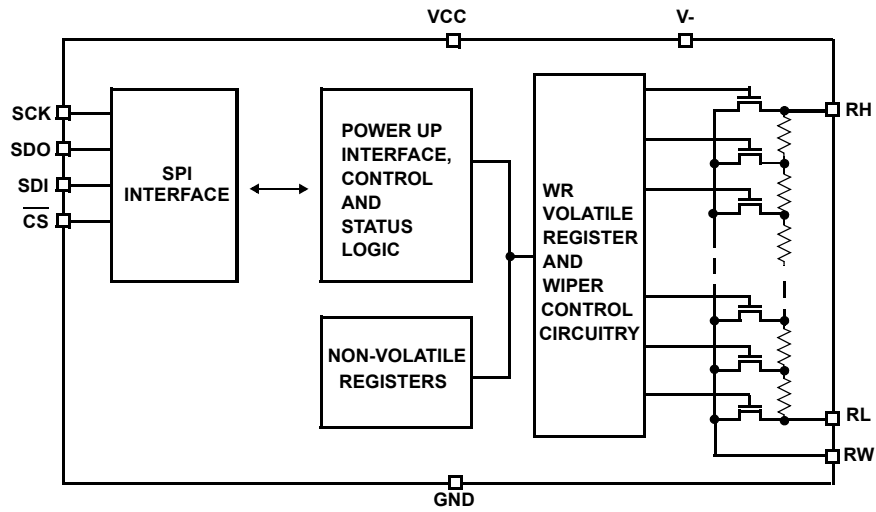 VCC
V-
SCK
SDO
SDI
CS
SPI
INTERFACE
POWER UP
INTERFACE,
CONTROL
AND
STATUS
LOGIC
NON-VOLATILE
REGISTERS
WR
VOLATILE
REGISTER
AND
WIPER
CONTROL
CIRCUITRY
RH
RL
RW
GND